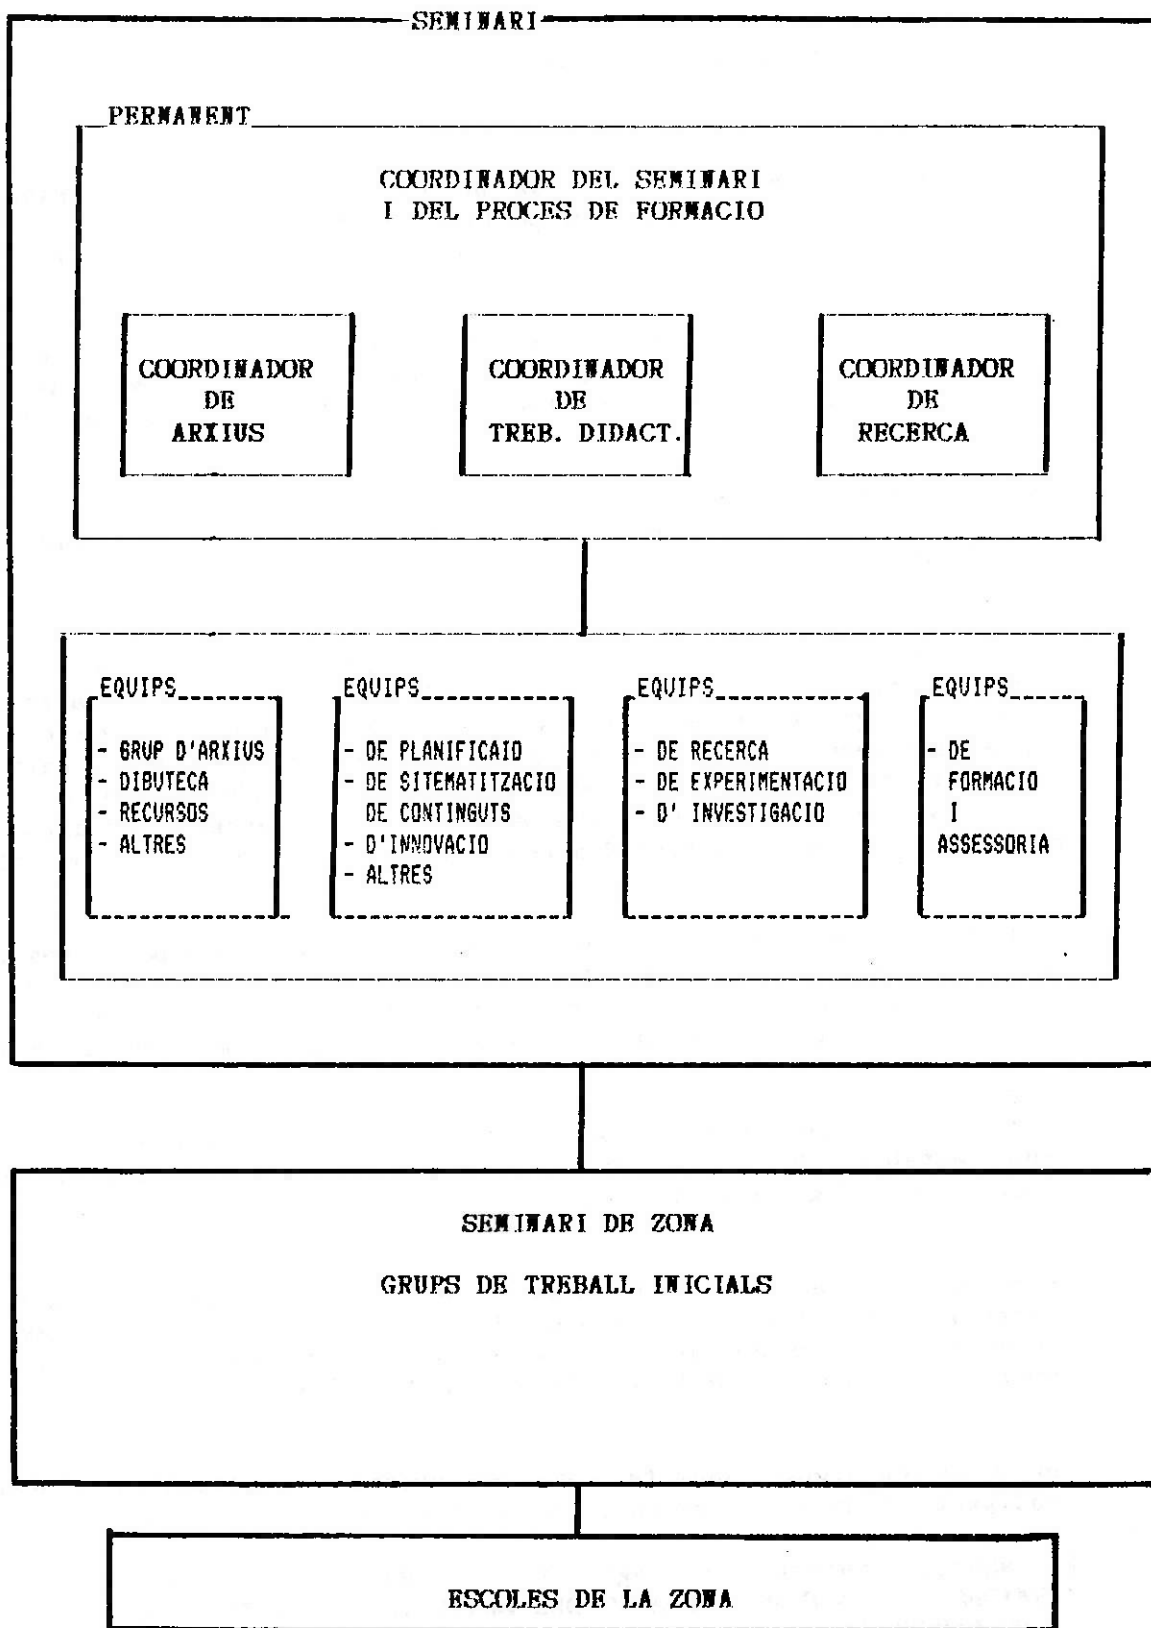 SEMINARI
PERMANENT
COORDINADOR DEL SEMINARI
I DEL PROCES DE FORMACIO
COORDINADOR
DE
ARXIUS
COORDINADOR
DE
TREB. DIDACT.
COORDINADOR
DE
RECERCA
EQUIPS
- GRUP D'ARXIUS
- DIBUTECA
- RECURSOS
- ALTRES
EQUIPS
- DE PLANIFICAIO
- DE SITEMATITZACIO
DE CONTINGUTS
- D'INNOVACIO
- ALTRES
EQUIPS
- DE RECERCA
- DE EXPERIMENTACIO
- D' INVESTIGACIO
EQUIPS
- DE
FORMACIO
I
ASSESSORIA
SEMINARI DE ZONA
GRUPS DE TREBALL INICIALS
ESCOLES DE LA ZONA